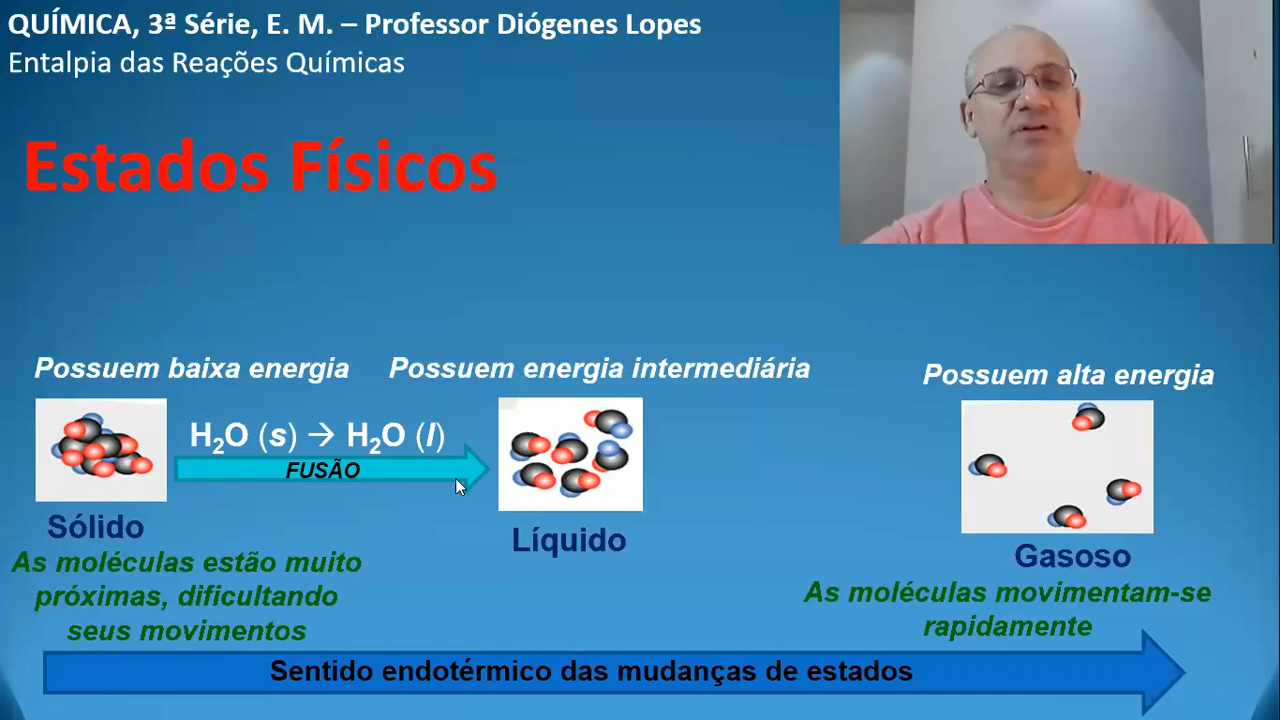 QUÍMICA, 3ª Série, E. M. – Professor Diógenes Lopes
Entalpia das Reações Químicas
Estados Físicos
Possuem baixa energia
Possuem energia intermediária
Possuem alta energia
H₂O (s) → H₂O (l)
FUSÃO
Sólido
Líquido
Gasoso
As moléculas estão muito
próximas, dificultando
seus movimentos
As moléculas movimentam-se
rapidamente
Sentido endotérmico das mudanças de estados